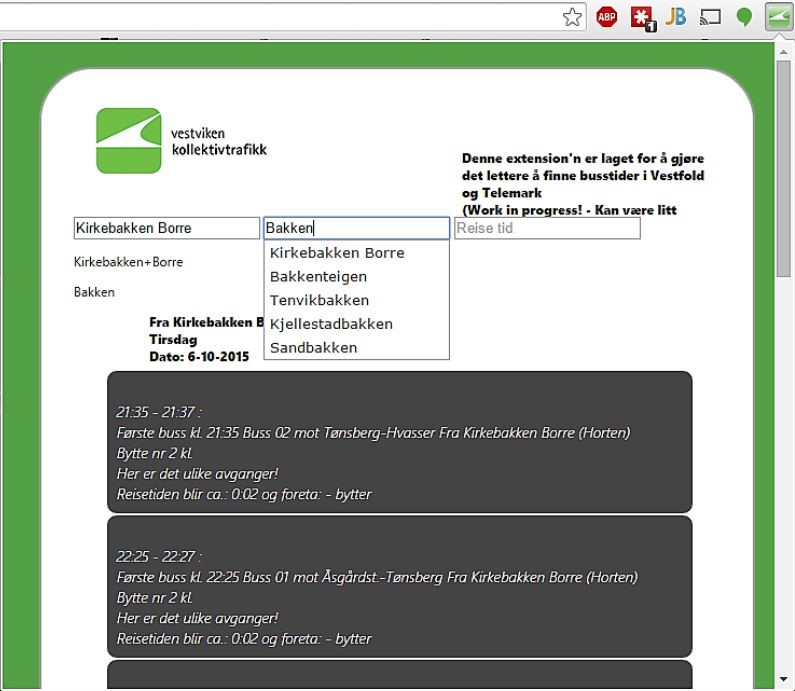 ABP
1
JB
vestviken
kollektivtrafikk
Denne extension'n er laget for å gjøre
det lettere å finne busstider i Vestfold
og Telemark
(Work in progress! - Kan være litt
Kirkebakken Borre
Bakken
Reise tid
Kirkebakken+Borre
Bakken
Kirkebakken Borre
Bakkenteigen
Tenvikbakken
Kjellestadbakken
Sandbakken
Fra Kirkebakken B
Tirsdag
Dato: 6-10-2015
21:35 - 21:37 :
Første buss kl. 21:35 Buss 02 mot Tønsberg-Hvasser Fra Kirkebakken Borre (Horten)
Bytte nr 2 kl.
Her er det ulike avganger!
Reisetiden blir ca.: 0:02 og foreta: - bytter
22:25 - 22:27 :
Første buss kl. 22:25 Buss 01 mot Åsgårdst.-Tønsberg Fra Kirkebakken Borre (Horten)
Bytte nr 2 kl.
Her er det ulike avganger!
Reisetiden blir ca.: 0:02 og foreta: - bytter